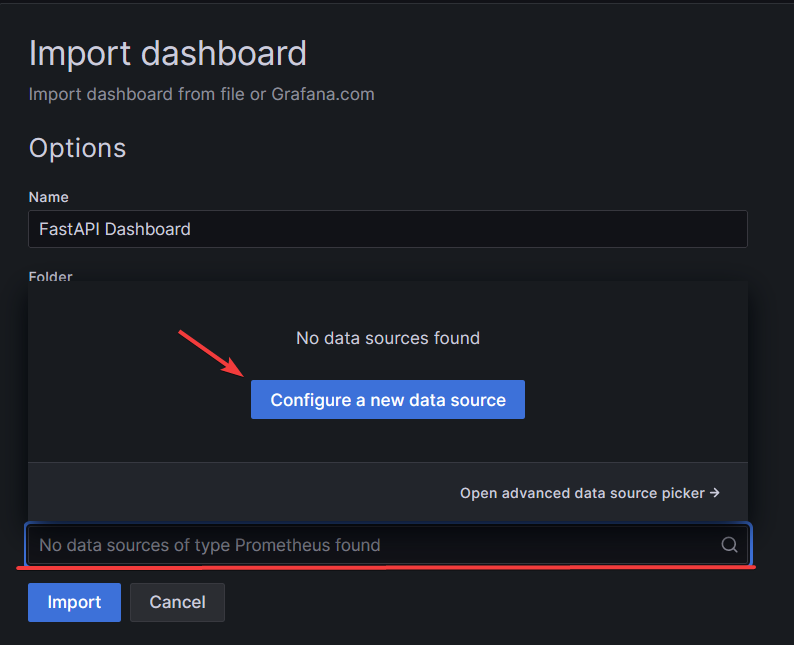 Import dashboard
Import dashboard from file or Grafana.com
Options
Name
FastAPI Dashboard
Folder
No data sources found
Configure a new data source
Open advanced data source picker →
No data sources of type Prometheus found
Import Cancel